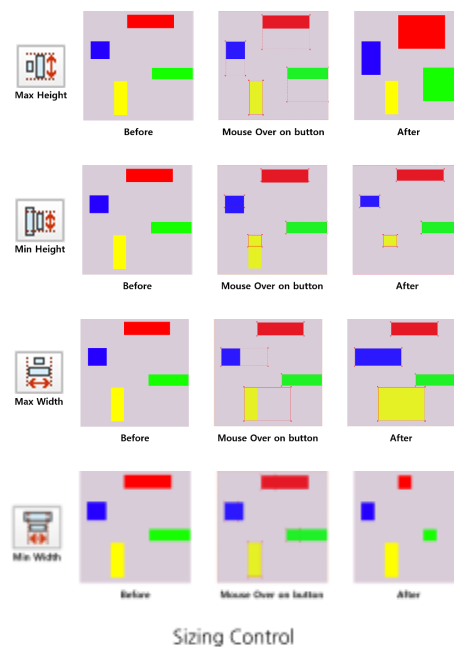 Max Height
Before
Mouse Over on button
After
Min Height
Before
Mouse Over on button
After
Max Width
Before
Mouse Over on button
After
Min Width
Before
Mouse Over on button
After
Sizing Control